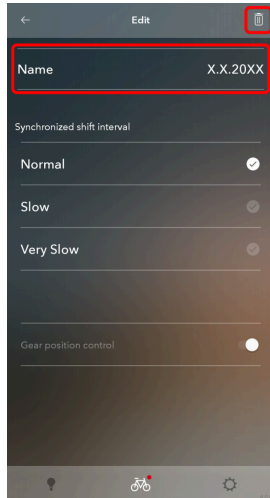 Edit
Name X.X.20XX
Synchronized shift interval
Normal
Slow
Very Slow
Gear position control